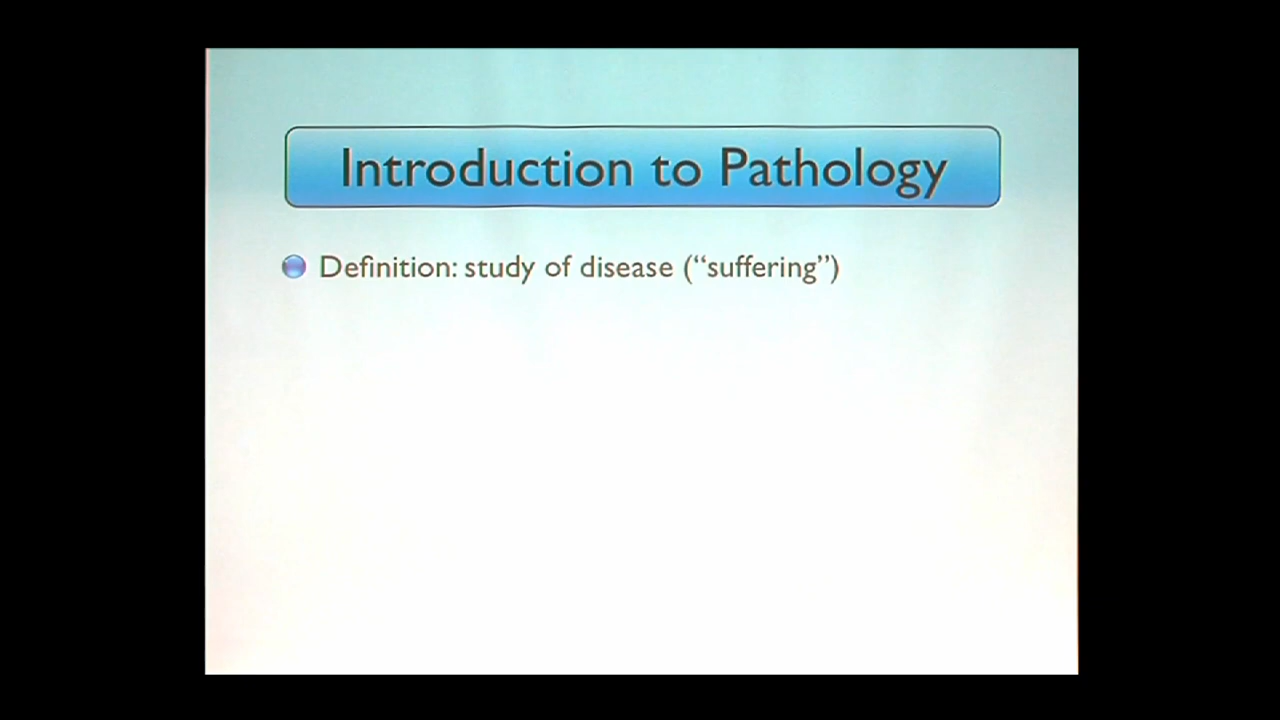 Introduction to Pathology
Definition: study of disease (“suffering”)